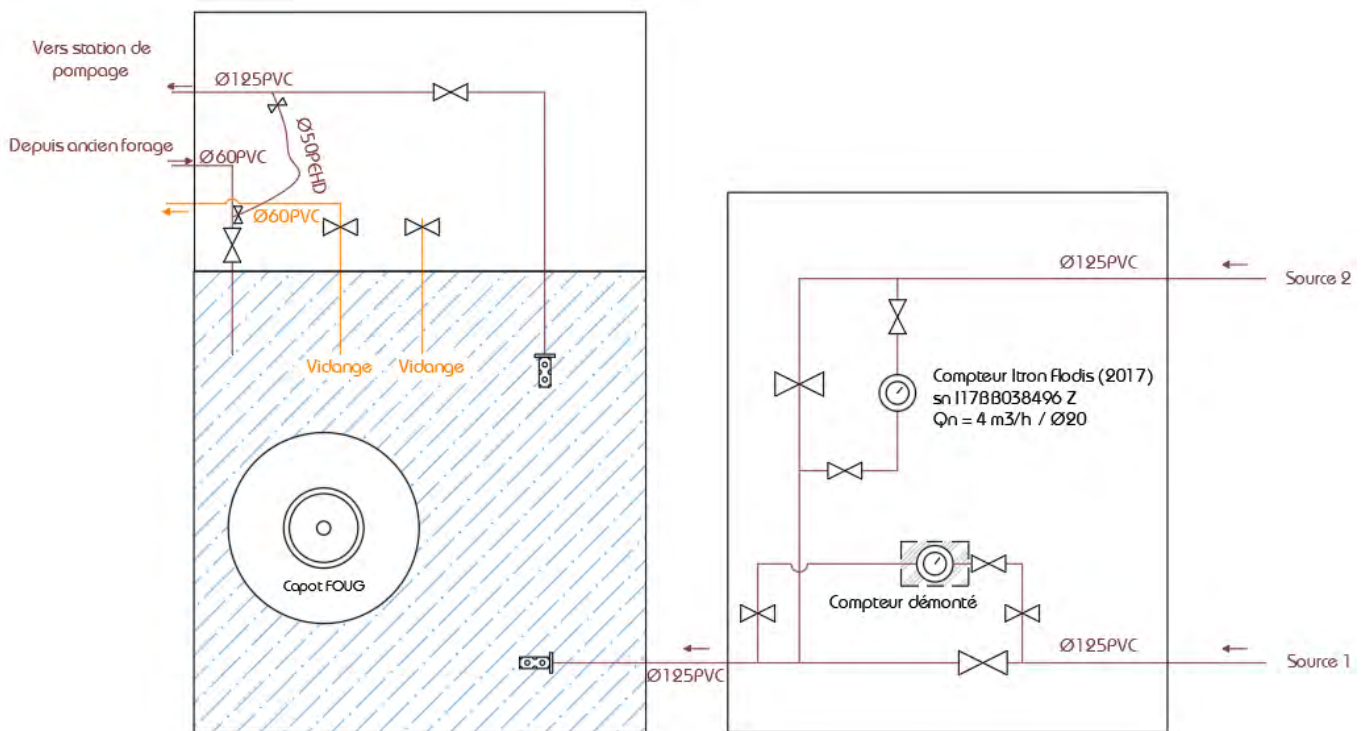 Vers station de
pompage
Ø125PVC
Depuis ancien forage
Ø60PVC
Ø50PEHD
Ø60PVC
Vidange
Vidange
Capot FOUG
Ø125PVC
Ø125PVC
Source 2
Compteur Itron Flodis (2017)
sn I17BB038496 Z
Qn = 4 m3/h / Ø20
Compteur démonté
Ø125PVC
Source 1